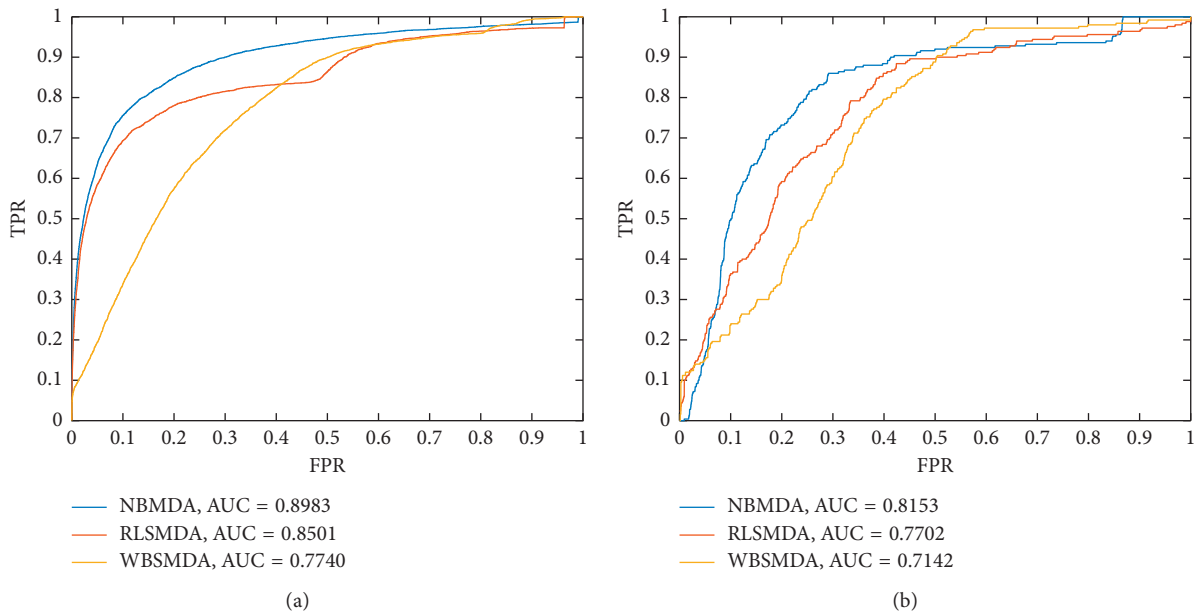 1
0.9
0.8
0.7
0.6
0.5
0.4
0.3
0.2
0.1
0
TPR
0 0.1 0.2 0.3 0.4 0.5 0.6 0.7 0.8 0.9 1
FPR
NBMDA, AUC = 0.8983
RLSMDA, AUC = 0.8501
WBSMDA, AUC = 0.7740
(a)
1
0.9
0.8
0.7
0.6
0.5
0.4
0.3
0.2
0.1
0
TPR
0 0.1 0.2 0.3 0.4 0.5 0.6 0.7 0.8 0.9 1
FPR
NBMDA, AUC = 0.8153
RLSMDA, AUC = 0.7702
WBSMDA, AUC = 0.7142
(b)